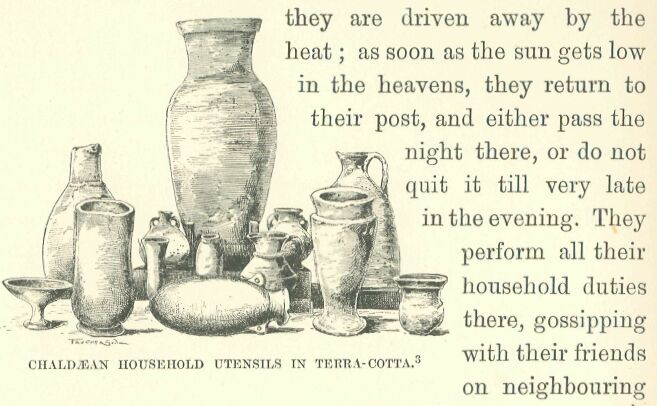 they are driven away by the
heat ; as soon as the sun gets low
in the heavens, they return to
their post, and either pass the
night there, or do not
quit it till very late
in the evening. They
perform all their
household duties
there, gossipping
with their friends
on neighbouring
CHALDÆAN HOUSEHOLD UTENSILS IN TERRA-COTTA.³